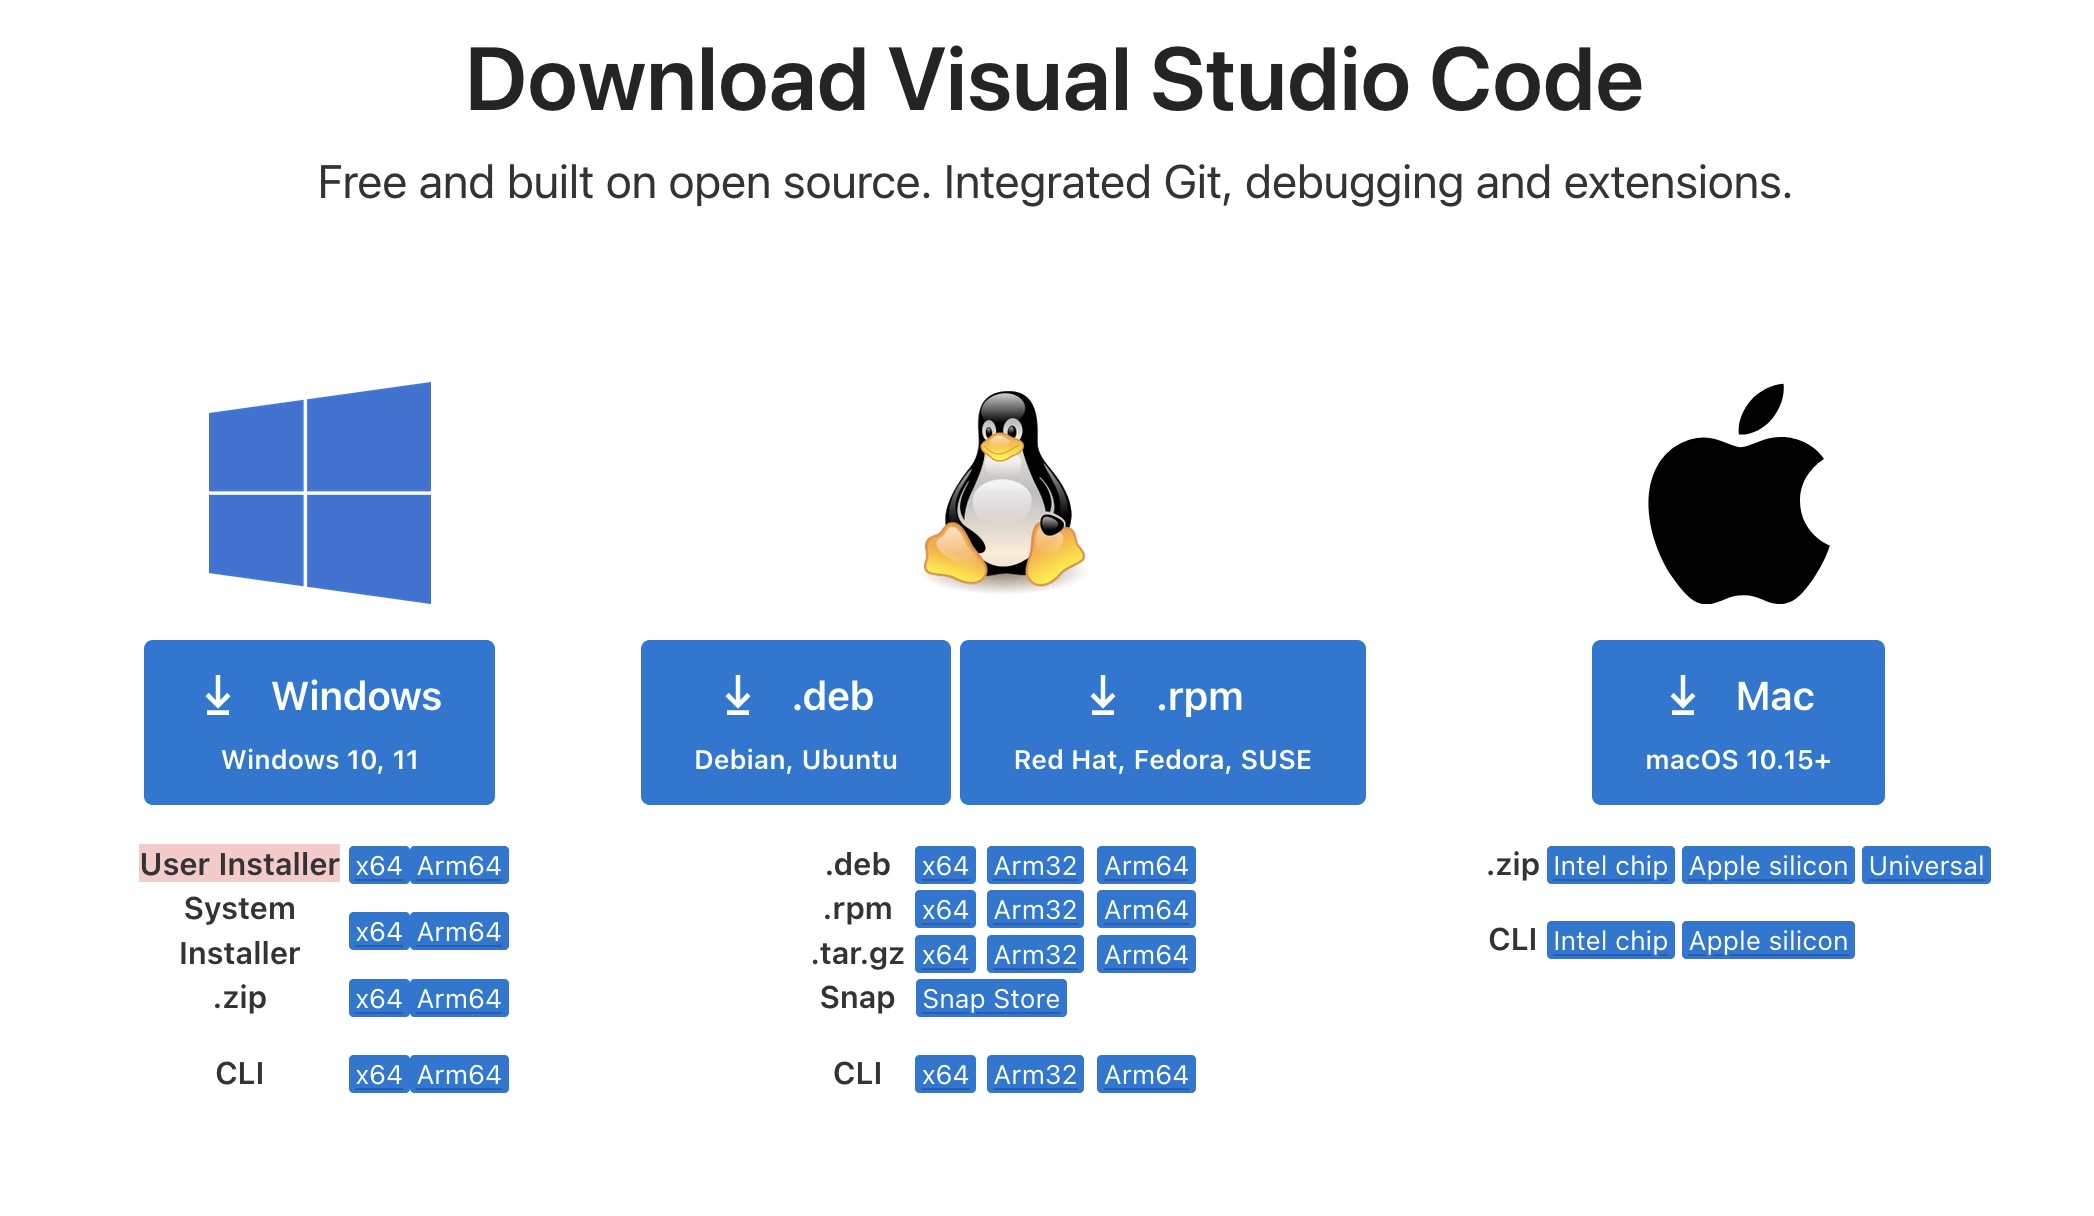 Download Visual Studio Code
Free and built on open source. Integrated Git, debugging and extensions.
Windows
Windows 10, 11
User Installer x64 Arm64
System
Installer x64 Arm64
.zip x64 Arm64
CLI x64 Arm64
.deb
Debian, Ubuntu
.rpm
Red Hat, Fedora, SUSE
.deb x64 Arm32 Arm64
.rpm x64 Arm32 Arm64
.tar.gz x64 Arm32 Arm64
Snap Snap Store
CLI x64 Arm32 Arm64
Mac
macOS 10.15+
.zip Intel chip Apple silicon Universal
CLI Intel chip Apple silicon